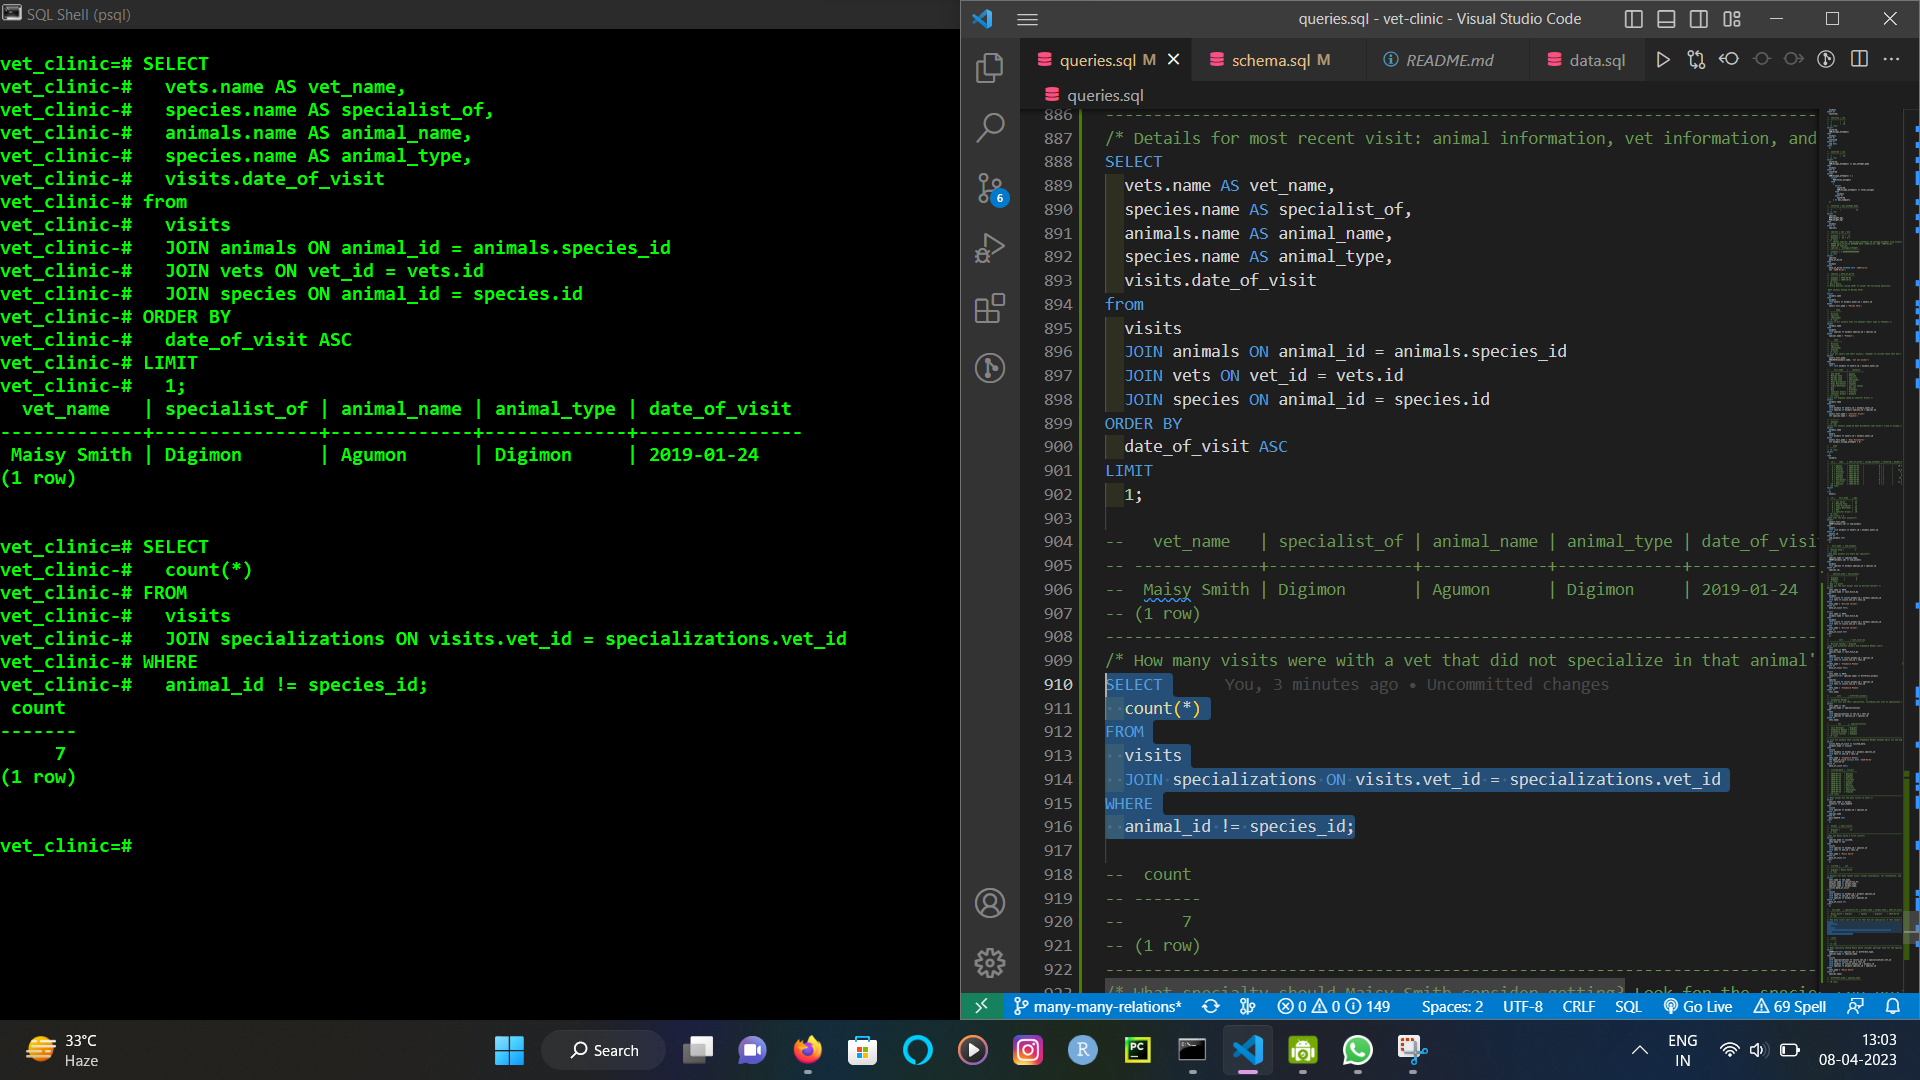 SQL Shell (psql)
vet_clinic=# SELECT
vet_clinic-#   vets.name AS vet_name,
vet_clinic-#   species.name AS specialist_of,
vet_clinic-#   animals.name AS animal_name,
vet_clinic-#   species.name AS animal_type,
vet_clinic-#   visits.date_of_visit
vet_clinic-# from
vet_clinic-#   visits
vet_clinic-#   JOIN animals ON animal_id = animals.species_id
vet_clinic-#   JOIN vets ON vet_id = vets.id
vet_clinic-#   JOIN species ON animal_id = species.id
vet_clinic-# ORDER BY
vet_clinic-#   date_of_visit ASC
vet_clinic-# LIMIT
vet_clinic-#   1;
  vet_name   | specialist_of | animal_name | animal_type | date_of_visit
-------------+---------------+-------------+-------------+---------------
 Maisy Smith | Digimon       | Agumon      | Digimon     | 2019-01-24
(1 row)
vet_clinic=# SELECT
vet_clinic-#   count(*)
vet_clinic-# FROM
vet_clinic-#   visits
vet_clinic-#   JOIN specializations ON visits.vet_id = specializations.vet_id
vet_clinic-# WHERE
vet_clinic-#   animal_id != species_id;
 count
-------
     7
(1 row)
vet_clinic=#
queries.sql - vet-clinic - Visual Studio Code
queries.sql M
schema.sql M
README.md
data.sql
queries.sql
6
886 --------------------------------------------------------------------------
887 /* Details for most recent visit: animal information, vet information, and
888 SELECT
889   vets.name AS vet_name,
890   species.name AS specialist_of,
891   animals.name AS animal_name,
892   species.name AS animal_type,
893   visits.date_of_visit
894 from
895   visits
896   JOIN animals ON animal_id = animals.species_id
897   JOIN vets ON vet_id = vets.id
898   JOIN species ON animal_id = species.id
899 ORDER BY
900   date_of_visit ASC
901 LIMIT
902   1;
903
904 --   vet_name   | specialist_of | animal_name | animal_type | date_of_visi
905 -- -------------+---------------+-------------+-------------+-------------
906 --  Maisy Smith | Digimon       | Agumon      | Digimon     | 2019-01-24
907 -- (1 row)
908 --------------------------------------------------------------------------
909 /* How many visits were with a vet that did not specialize in that animal'
910 SELECT      You, 3 minutes ago • Uncommitted changes
911   count(*)
912 FROM
913   visits
914   JOIN specializations ON visits.vet_id = specializations.vet_id
915 WHERE
916   animal_id != species_id;
917
918 --  count
919 -- -------
920 --      7
921 -- (1 row)
922 --------------------------------------------------------------------------
923 /* What specialty should Maisy Smith consider getting? Look for the specie
many-many-relations* 0 0 149 Spaces: 2 UTF-8 CRLF SQL Go Live 69 Spell
33°C
Haze
Search
R
PC
ENG
IN
13:03
08-04-2023